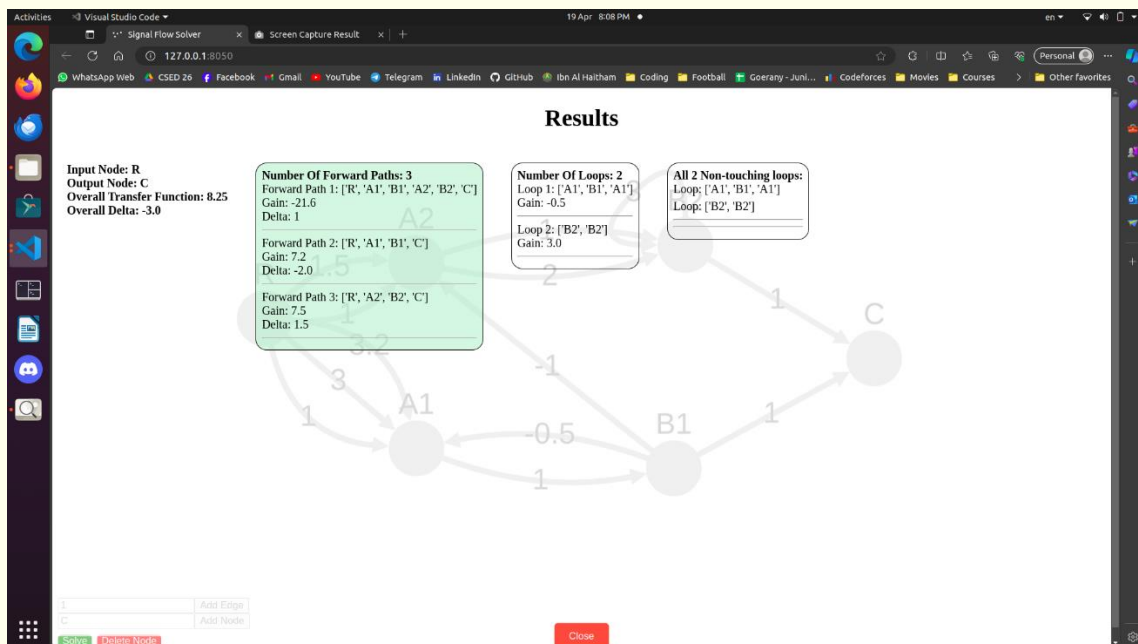 Activities
Visual Studio Code
19 Apr 8:08 PM
en
Signal Flow Solver
Screen Capture Result
127.0.0.1:8050
Personal
WhatsApp Web
CSED 26
Facebook
Gmail
YouTube
Telegram
LinkedIn
GitHub
Ibn Al Haitham
Coding
Football
Goerany - Juni...
Codeforces
Movies
Courses
Other favorites
Results
Input Node: R
Output Node: C
Overall Transfer Function: 8.25
Overall Delta: -3.0
Number Of Forward Paths: 3
Forward Path 1: ['R', 'A1', 'B1', 'A2', 'B2', 'C']
Gain: -21.6
Delta: 1
Forward Path 2: ['R', 'A1', 'B1', 'C']
Gain: 7.2
Delta: -2.0
Forward Path 3: ['R', 'A2', 'B2', 'C']
Gain: 7.5
Delta: 1.5
Number Of Loops: 2
Loop 1: ['A1', 'B1', 'A1']
Gain: -0.5
Loop 2: ['B2', 'B2']
Gain: 3.0
All 2 Non-touching loops:
Loop: ['A1', 'B1', 'A1']
Loop: ['B2', 'B2']
A2
1.5
2
1
3.2
3
1
A1
-1
-0.5
1
B1
1
1
C
3
1
Add Edge
C
Add Node
Solve
Delete Node
Close